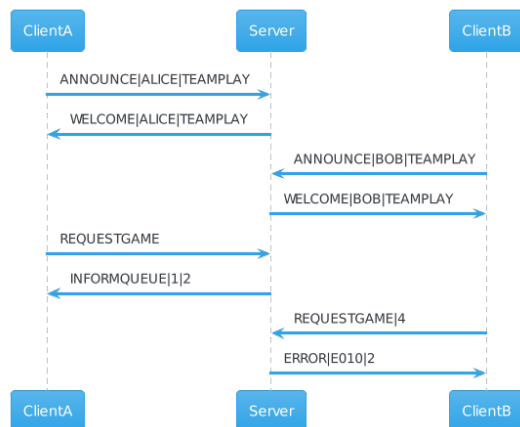 ClientA Server ClientB
ANNOUNCE|ALICE|TEAMPLAY
WELCOME|ALICE|TEAMPLAY
ANNOUNCE|BOB|TEAMPLAY
WELCOME|BOB|TEAMPLAY
REQUESTGAME
INFORMQUEUE|1|2
REQUESTGAME|4
ERROR|E010|2
ClientA Server ClientB